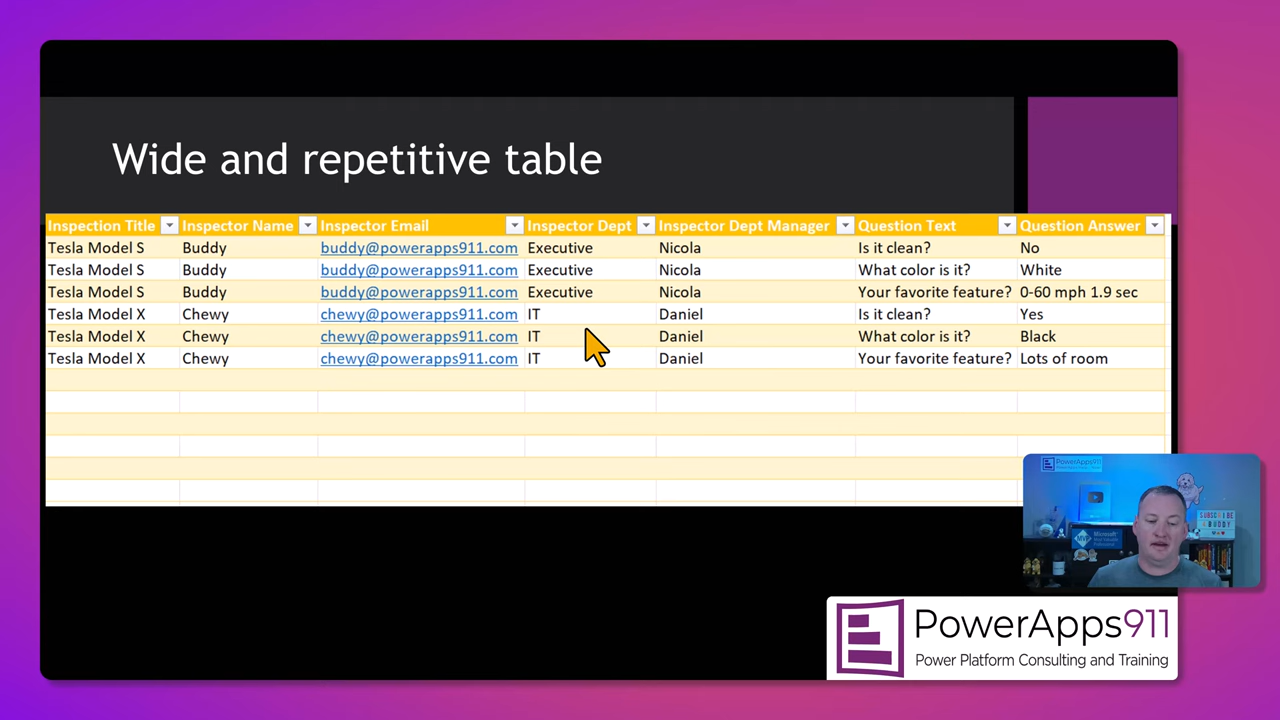 Wide and repetitive table
Inspection Title Inspector Name Inspector Email Inspector Dept Inspector Dept Manager Question Text Question Answer
Tesla Model S Buddy buddy@powerapps911.com Executive Nicola Is it clean? No
Tesla Model S Buddy buddy@powerapps911.com Executive Nicola What color is it? White
Tesla Model S Buddy buddy@powerapps911.com Executive Nicola Your favorite feature? 0-60 mph 1.9 sec
Tesla Model X Chewy chewy@powerapps911.com IT Daniel Is it clean? Yes
Tesla Model X Chewy chewy@powerapps911.com IT Daniel What color is it? Black
Tesla Model X Chewy chewy@powerapps911.com IT Daniel Your favorite feature? Lots of room
PowerApps911
SUBSCRIBE
BUDDY
MVP Microsoft
PowerApps911
Power Platform Consulting and Training